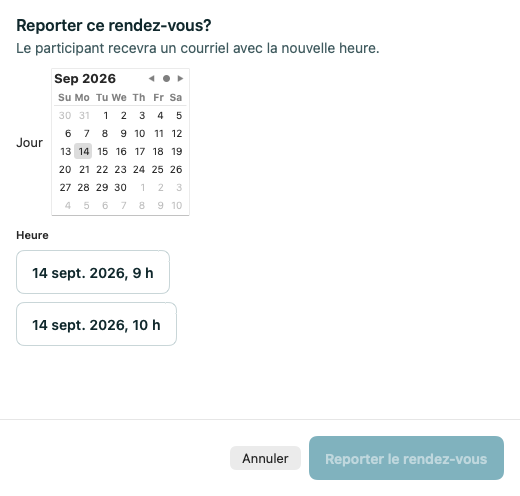 Reporter ce rendez-vous?
Le participant recevra un courriel avec la nouvelle heure.
Jour
Sep 2026
Su Mo Tu We Th Fr Sa
30 31 1 2 3 4 5
6 7 8 9 10 11 12
13 14 15 16 17 18 19
20 21 22 23 24 25 26
27 28 29 30 1 2 3
4 5 6 7 8 9 10
Heure
14 sept. 2026, 9 h
14 sept. 2026, 10 h
Annuler
Reporter le rendez-vous